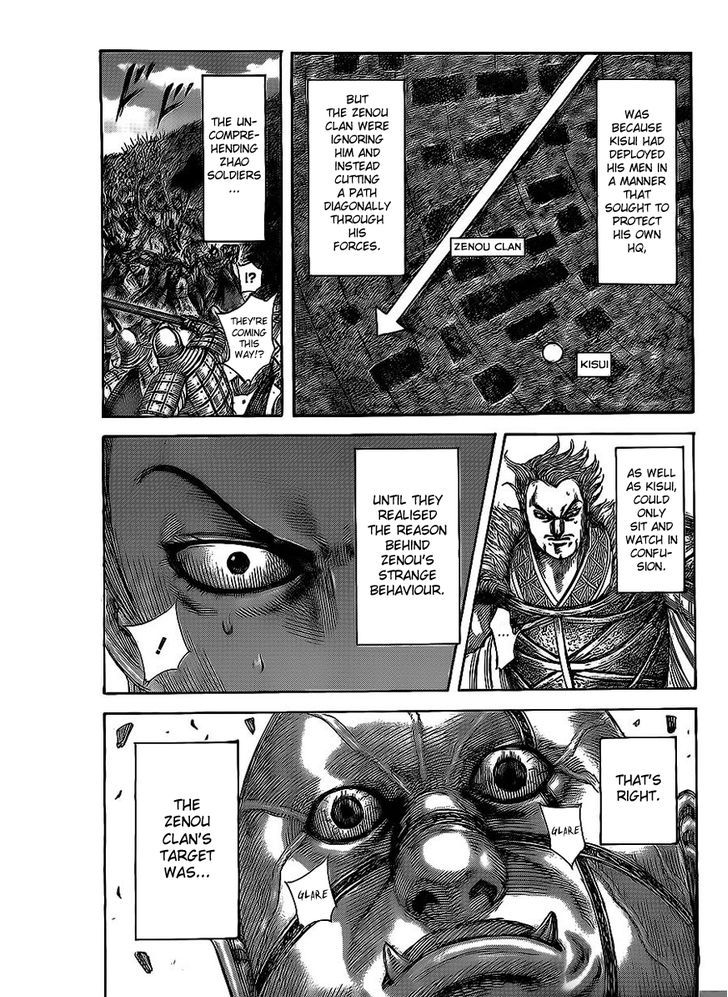 WAS
BECAUSE
KISUI HAD
DEPLOYED
HIS MEN IN
A MANNER
THAT
SOUGHT TO
PROTECT
HIS OWN
HQ,
BUT
THE ZENOU
CLAN WERE
IGNORING
HIM AND
INSTEAD
CUTTING
A PATH
DIAGONALLY
THROUGH
HIS
FORCES.
ZENOU CLAN
KISUI
THE UN-
COMPRE-
HENDING
ZHAO
SOLDIERS
...
!?
THEY'RE
COMING
THIS
WAY!?
AS WELL
AS KISUI,
COULD
ONLY
SIT AND
WATCH IN
CONFU-
SION.
...
UNTIL THEY
REALISED
THE REASON
BEHIND
ZENOU'S
STRANGE
BEHAVIOUR.
!
THAT'S
RIGHT.
GLARE
GLARE
THE
ZENOU
CLAN'S
TARGET
WAS...